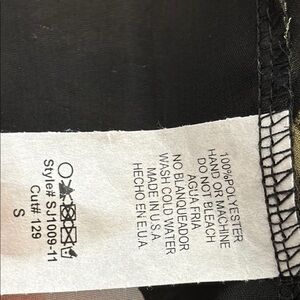 100%POLYESTER
HAND OR MACHINE
DO NOT BLEACH
AGUA FRIA
NO BLANQUEADOR
WASH COLD WATER
MADE IN U.S.A
HECHO EN E.U.A.
Style# SJ1009-11
Cut# 129
S